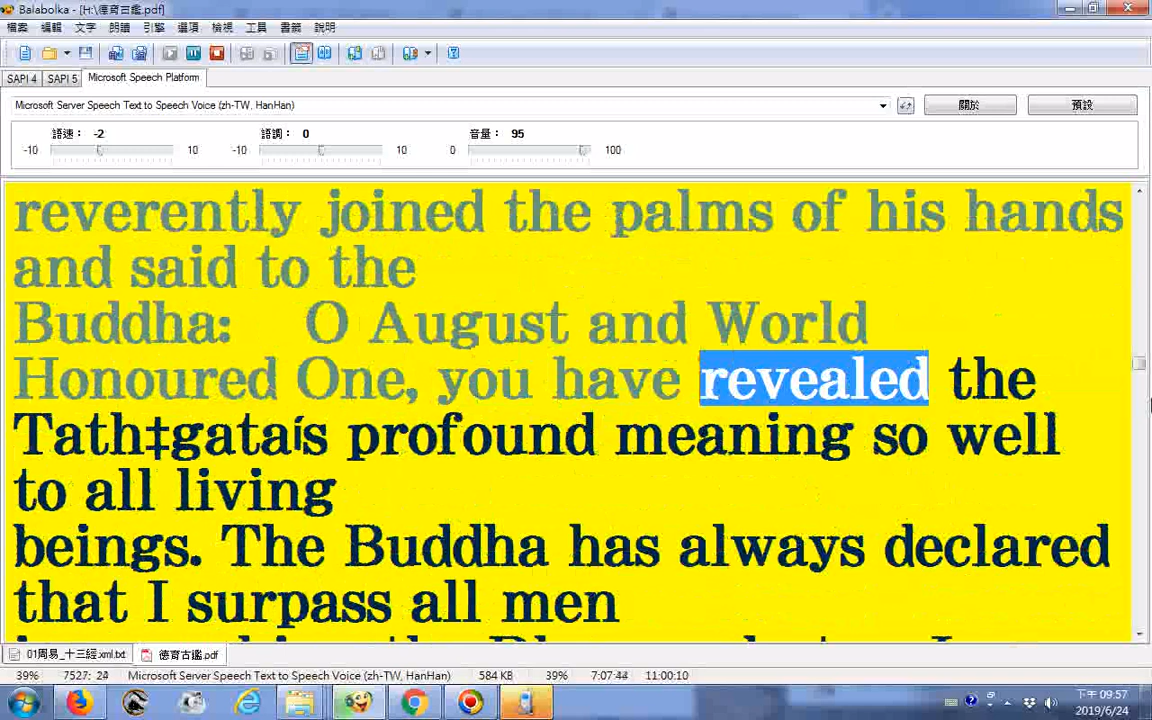 Balabolka - [H:\德育古鑑.pdf]
檔案 編輯 文字 朗讀 引擎 選項 檢視 工具 書籤 說明
SAPI 4 SAPI 5 Microsoft Speech Platform
Microsoft Server Speech Text to Speech Voice (zh-TW, HanHan) 關於 預設
語速： -2 語調： 0 音量： 95
-10 10 -10 10 0 100
reverently joined the palms of his hands
and said to the
Buddha: O August and World
Honoured One, you have revealed the
Tath‡gataís profound meaning so well
to all living
beings. The Buddha has always declared
that I surpass all men
01周易_十三經.xml.txt 德育古鑑.pdf
39% 7527: 24 Microsoft Server Speech Text to Speech Voice (zh-TW, HanHan) 584 KB 39% 7:07:44 11:00:10
下午 09:57
2019/6/24